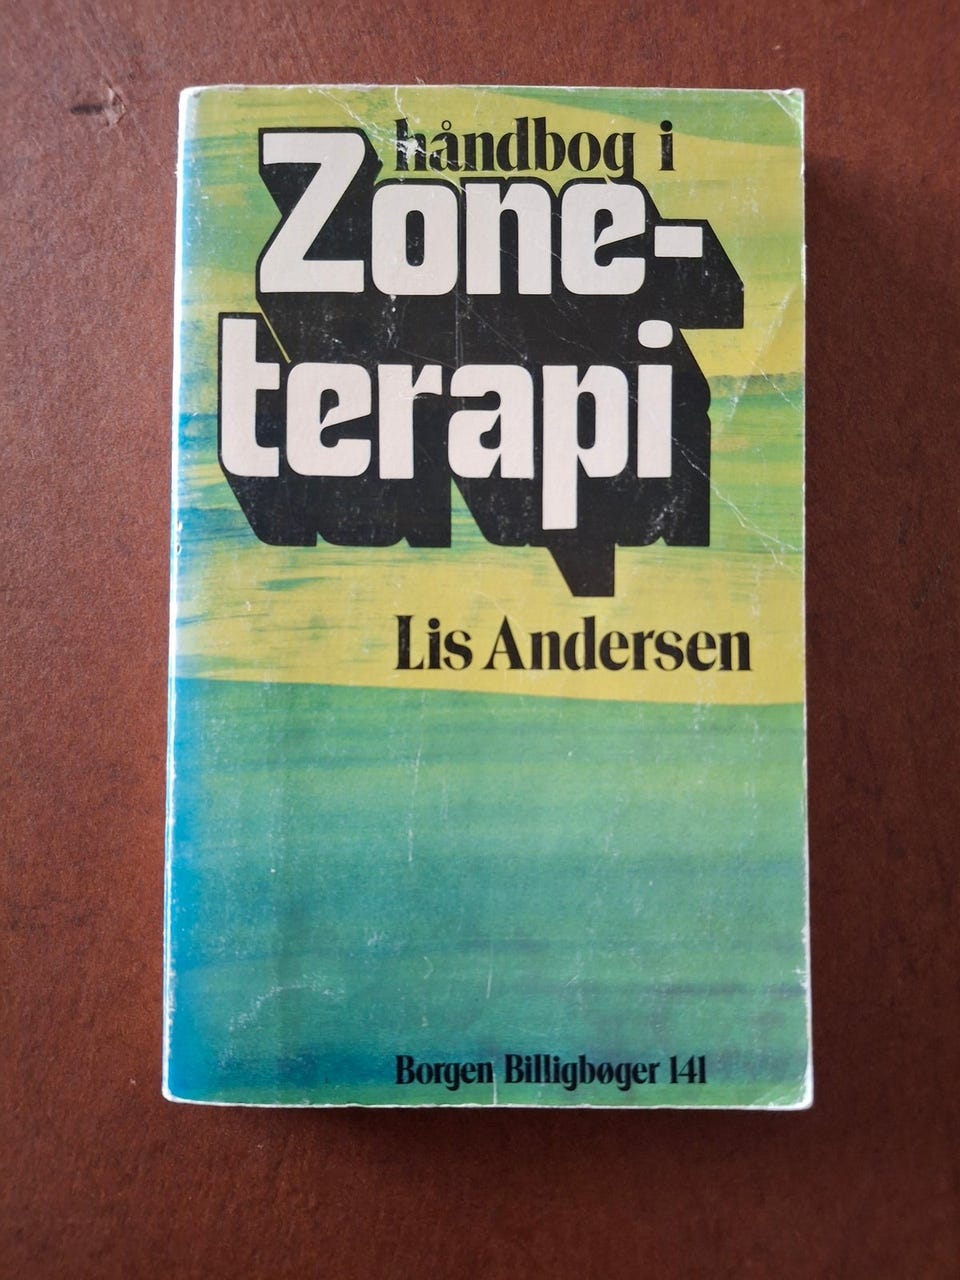 håndbog i
Zone-
terapi
Lis Andersen
Borgen Billigbøger 141